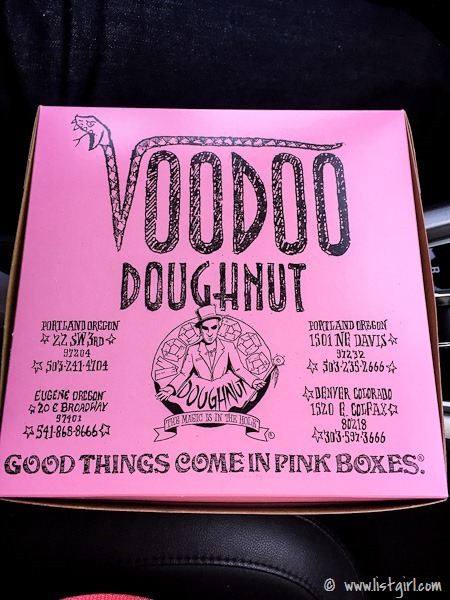 VOODOO
DOUGHNUT
PORTLAND OREGON
22 SW 3RD
97204
503-241-4704
PORTLAND OREGON
1501 NE DAVIS
97232
503-235-2666
EUGENE OREGON
20 E BROADWAY
97401
541-868-8666
DENVER COLORADO
1520 E. COLFAX
80218
303-597-3666
DOUGHNUT
THE MAGIC IS IN THE HOLE
®
GOOD THINGS COME IN PINK BOXES.®
© www.listgirl.com